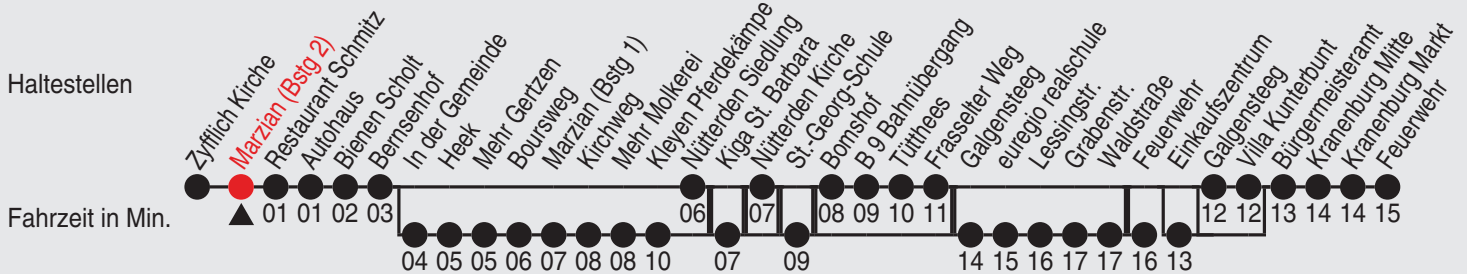 Haltestellen
Zyfflich Kirche
Marzian (Bstg 2)
Restaurant Schmitz
Autohaus
Bienen Scholt
Bernsenhof
In der Gemeinde
Heek
Mehr Gertzen
Boursweg
Marzian (Bstg 1)
Kirchweg
Mehr Molkerei
Kleyen Pferdekämpe
Nütterden Siedlung
Kiga St. Barbara
Nütterden Kirche
St.-Georg-Schule
Bomshof
B 9 Bahnübergang
Tütthees
Frasselter Weg
Galgensteeg
euregio realschule
Lessingstr.
Grabenstr.
Waldstraße
Feuerwehr
Einkaufszentrum
Galgensteeg
Villa Kunterbunt
Bürgermeisteramt
Kranenburg Mitte
Kranenburg Markt
Feuerwehr
Fahrzeit in Min.
01 01 02 03 06 07 08 09 10 11 12 12 13 14 14 15
04 05 05 06 07 08 08 10 07 09 14 15 16 17 17 16 13